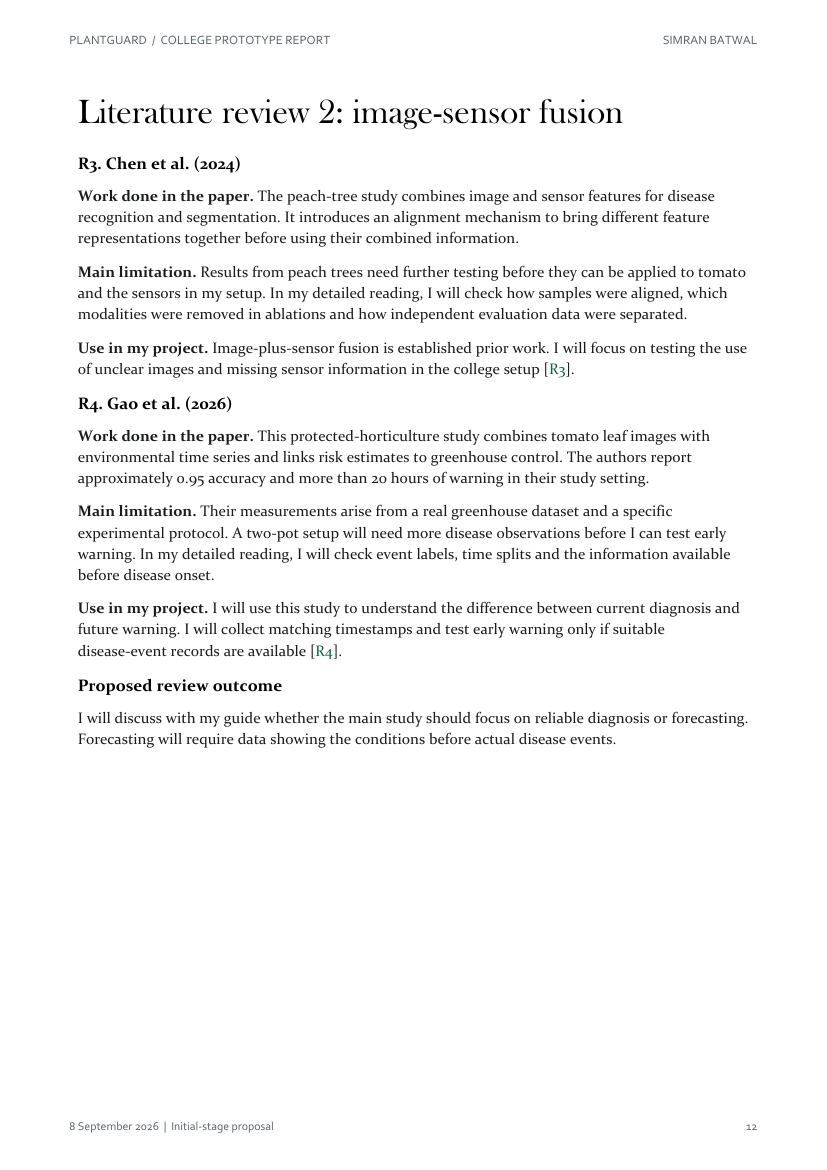 PLANTGUARD / COLLEGE PROTOTYPE REPORT
SIMRAN BATWAL
Literature review 2: image-sensor fusion
R3. Chen et al. (2024)
Work done in the paper. The peach-tree study combines image and sensor features for disease
recognition and segmentation. It introduces an alignment mechanism to bring different feature
representations together before using their combined information.
Main limitation. Results from peach trees need further testing before they can be applied to tomato
and the sensors in my setup. In my detailed reading, I will check how samples were aligned, which
modalities were removed in ablations and how independent evaluation data were separated.
Use in my project. Image-plus-sensor fusion is established prior work. I will focus on testing the use
of unclear images and missing sensor information in the college setup [R3].
R4. Gao et al. (2026)
Work done in the paper. This protected-horticulture study combines tomato leaf images with
environmental time series and links risk estimates to greenhouse control. The authors report
approximately 0.95 accuracy and more than 20 hours of warning in their study setting.
Main limitation. Their measurements arise from a real greenhouse dataset and a specific
experimental protocol. A two-pot setup will need more disease observations before I can test early
warning. In my detailed reading, I will check event labels, time splits and the information available
before disease onset.
Use in my project. I will use this study to understand the difference between current diagnosis and
future warning. I will collect matching timestamps and test early warning only if suitable
disease-event records are available [R4].
Proposed review outcome
I will discuss with my guide whether the main study should focus on reliable diagnosis or forecasting.
Forecasting will require data showing the conditions before actual disease events.
8 September 2026 | Initial-stage proposal
12